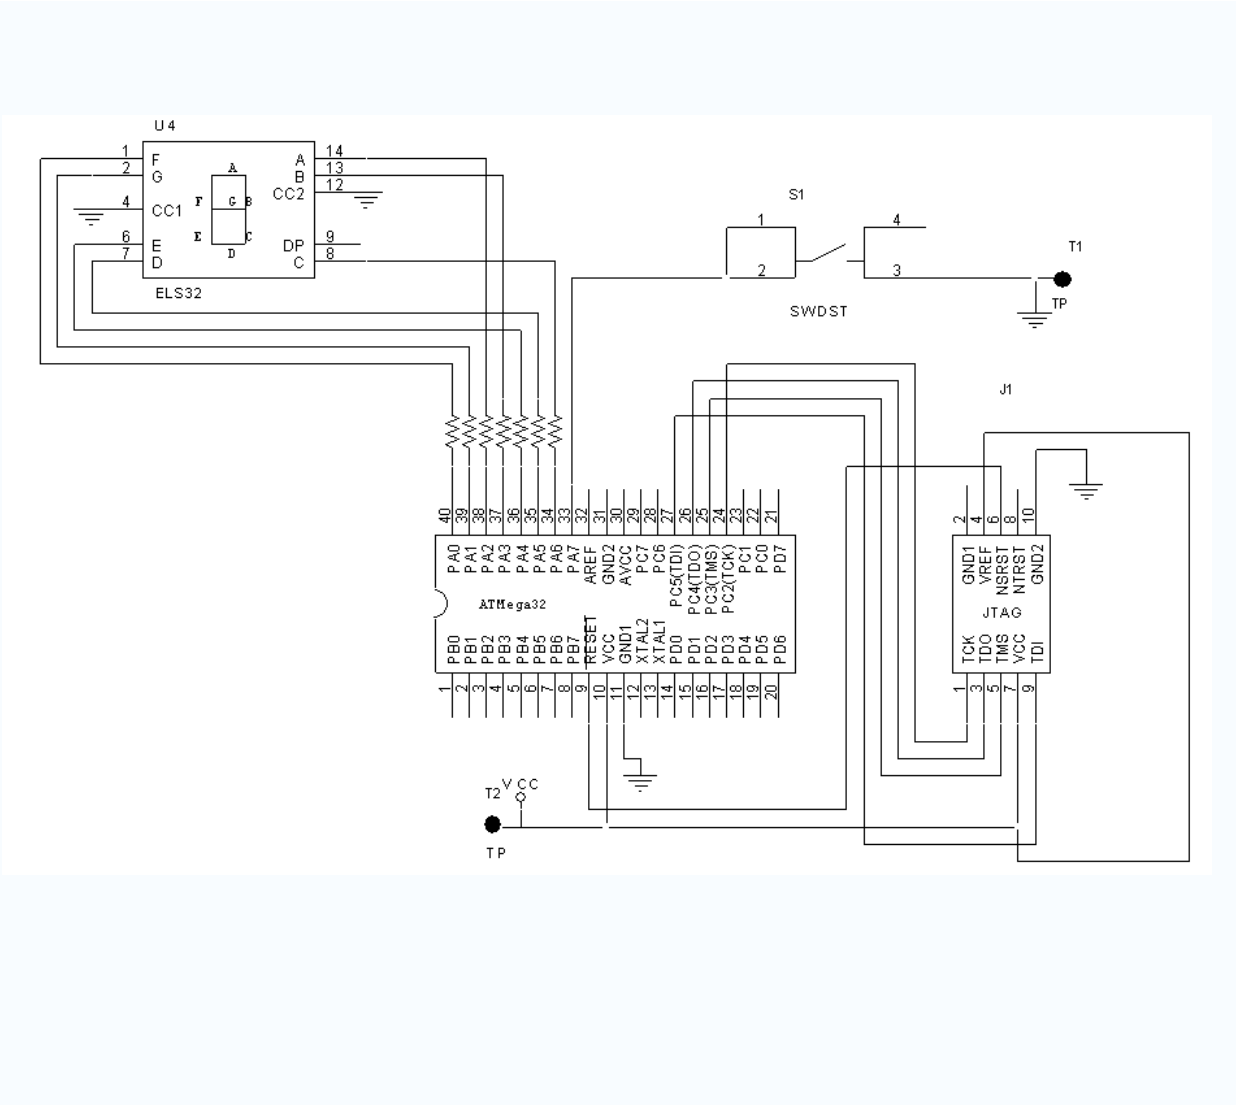 U4
1 F A 14
2 G B 13
4 CC1 CC2 12
6 E DP 9
7 D C 8
A
F G B
E C
D
ELS32
S1
1 4
2 3
SWDST
T1
TP
J1
40 39 38 37 36 35 34 33 32 31 30 29 28 27 26 25 24 23 22 21
PA0 PA1 PA2 PA3 PA4 PA5 PA6 PA7 AREF GND2 AVCC PC7 PC6 PC5(TDI) PC4(TDO) PC3(TMS) PC2(TCK) PC1 PC0 PD7
ATMega32
PB0 PB1 PB2 PB3 PB4 PB5 PB6 PB7 RESET VCC GND1 XTAL2 XTAL1 PD0 PD1 PD2 PD3 PD4 PD5 PD6
1 2 3 4 5 6 7 8 9 10 11 12 13 14 15 16 17 18 19 20
2 4 6 8 10
GND1 VREF NSRST NTRST GND2
JTAG
TCK TDO TMS VCC TDI
1 3 5 7 9
T2 VCC
TP